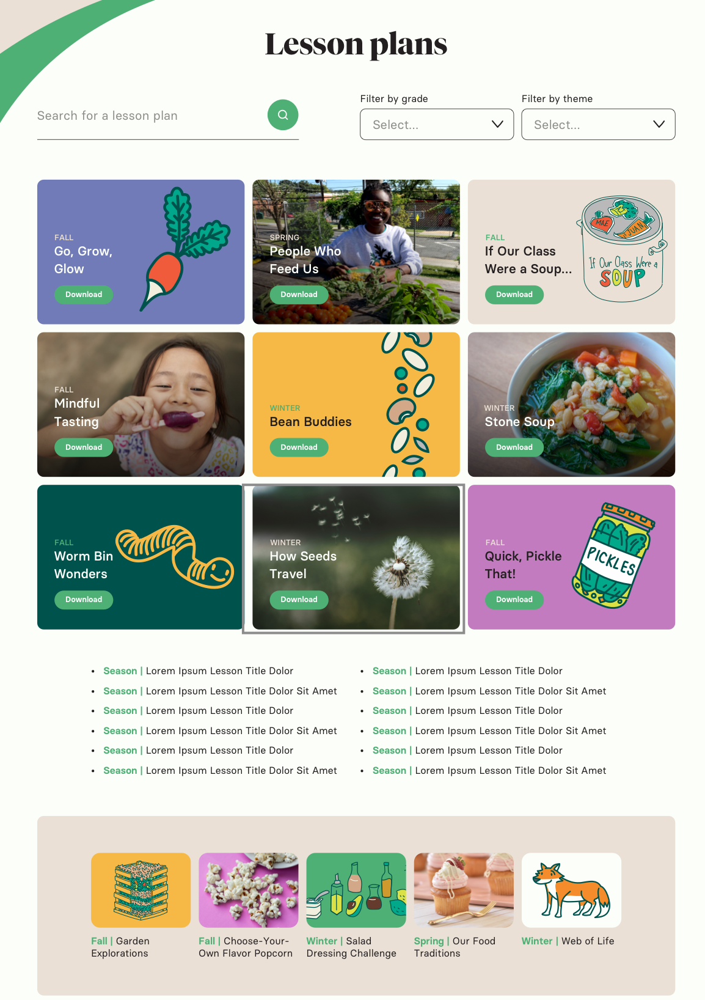 Lesson plans
Search for a lesson plan
Filter by grade
Select...
Filter by theme
Select...
FALL
Go, Grow,
Glow
Download
SPRING
People Who
Feed Us
Download
FALL
If Our Class
Were a Soup...
Download
MAE
JUAN
If Our Class Were a
SOUP
FALL
Mindful
Tasting
Download
WINTER
Bean Buddies
Download
WINTER
Stone Soup
Download
FALL
Worm Bin
Wonders
Download
WINTER
How Seeds
Travel
Download
FALL
Quick, Pickle
That!
Download
PICKLES
• Season | Lorem Ipsum Lesson Title Dolor
• Season | Lorem Ipsum Lesson Title Dolor Sit Amet
• Season | Lorem Ipsum Lesson Title Dolor
• Season | Lorem Ipsum Lesson Title Dolor Sit Amet
• Season | Lorem Ipsum Lesson Title Dolor
• Season | Lorem Ipsum Lesson Title Dolor Sit Amet
• Season | Lorem Ipsum Lesson Title Dolor
• Season | Lorem Ipsum Lesson Title Dolor Sit Amet
• Season | Lorem Ipsum Lesson Title Dolor
• Season | Lorem Ipsum Lesson Title Dolor Sit Amet
• Season | Lorem Ipsum Lesson Title Dolor
• Season | Lorem Ipsum Lesson Title Dolor Sit Amet
Fall | Garden
Explorations
Fall | Choose-Your-
Own Flavor Popcorn
Winter | Salad
Dressing Challenge
Spring | Our Food
Traditions
Winter | Web of Life